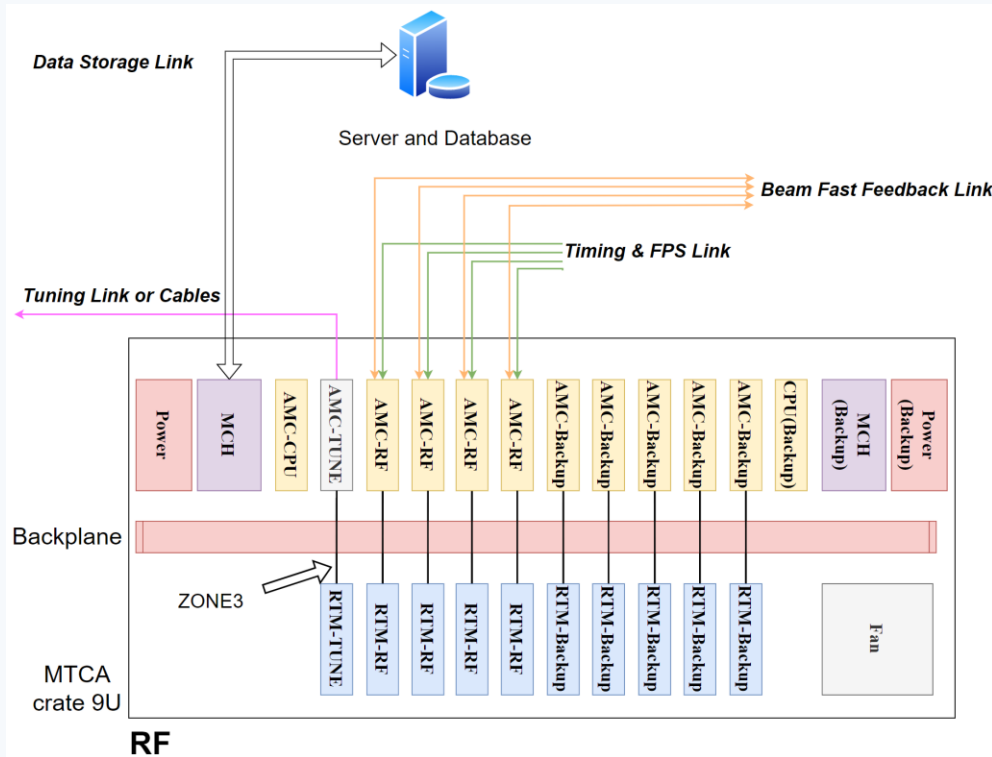 Data Storage Link
Server and Database
Beam Fast Feedback Link
Timing & FPS Link
Tuning Link or Cables
Power
MCH
AMC-CPU
AMC-TUNE
AMC-RF
AMC-RF
AMC-RF
AMC-RF
AMC-Backup
AMC-Backup
AMC-Backup
AMC-Backup
AMC-Backup
CPU(Backup)
MCH
(Backup)
Power
(Backup)
Backplane
ZONE3
RTM-TUNE
RTM-RF
RTM-RF
RTM-RF
RTM-RF
RTM-Backup
RTM-Backup
RTM-Backup
RTM-Backup
RTM-Backup
Fan
MTCA
crate 9U
RF